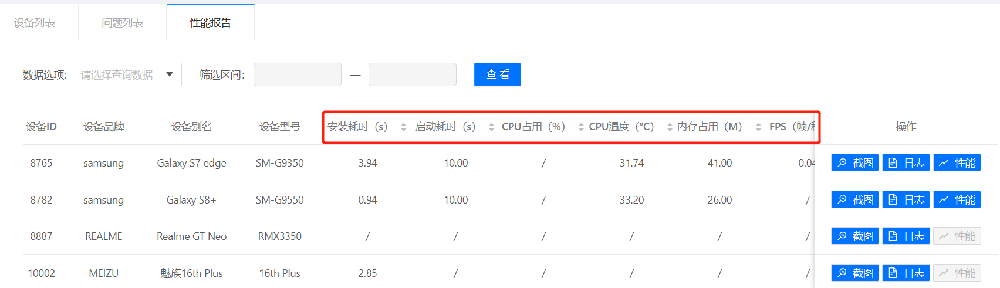 设备列表 问题列表 性能报告
数据选项: 请选择查询数据 筛选区间: — 查看
设备ID 设备品牌 设备别名 设备型号 安装耗时（s） 启动耗时（s） CPU占用（%） CPU温度（℃） 内存占用（M） FPS（帧/ 操作
8765 samsung Galaxy S7 edge SM-G9350 3.94 10.00 / 31.74 41.00 0.04 截图 日志 性能
8782 samsung Galaxy S8+ SM-G9550 0.94 10.00 / 33.20 26.00 / 截图 日志 性能
8887 REALME Realme GT Neo RMX3350 / / / / / / 截图 日志 性能
10002 MEIZU 魅族16th Plus 16th Plus 2.85 / / / / / 截图 日志 性能